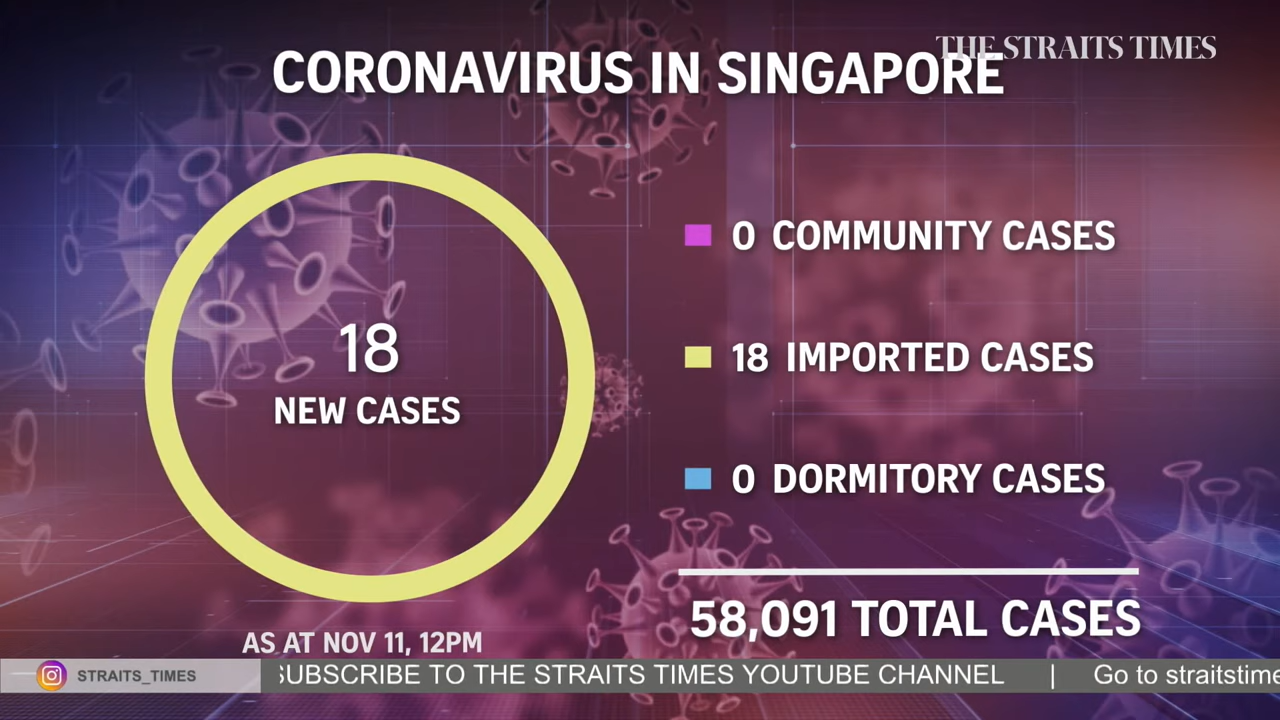 THE STRAITS TIMES
CORONAVIRUS IN SINGAPORE
18
NEW CASES
0 COMMUNITY CASES
18 IMPORTED CASES
0 DORMITORY CASES
58,091 TOTAL CASES
AS AT NOV 11, 12PM
STRAITS_TIMES
SUBSCRIBE TO THE STRAITS TIMES YOUTUBE CHANNEL | Go to straitstime